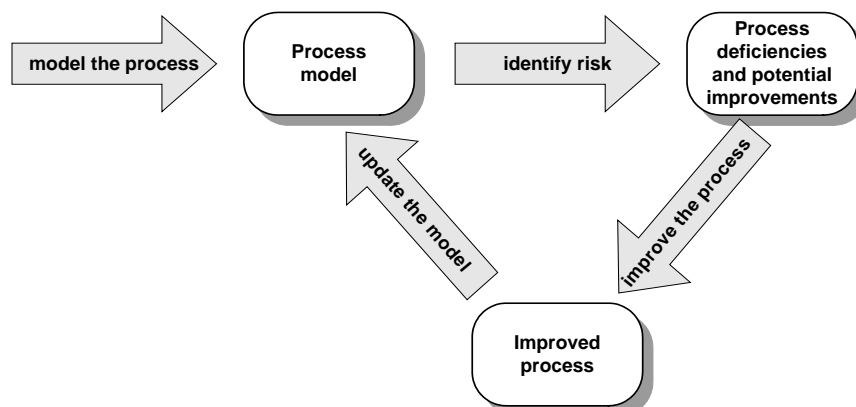 model the process
Process
model
identify risk
Process
deficiencies
and potential
improvements
improve the process
Improved
process
update the model